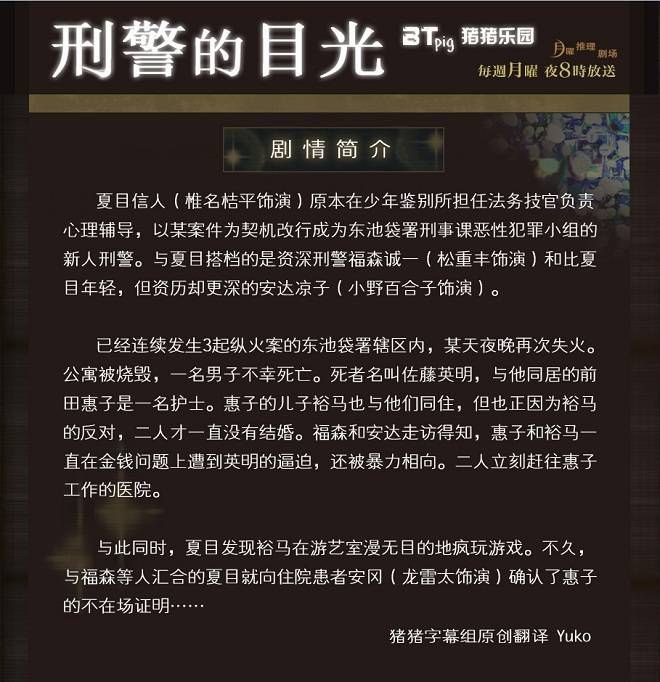 刑警的目光 BTpig 猪猪乐园 月曜推理剧场
毎週月曜 夜8時放送
剧情简介
夏目信人（椎名桔平饰演）原本在少年鉴别所担任法务技官负责
心理辅导，以某案件为契机改行成为东池袋署刑事课恶性犯罪小组的
新人刑警。与夏目搭档的是资深刑警福森诚一（松重丰饰演）和比夏
目年轻，但资历却更深的安达凉子（小野百合子饰演）。
已经连续发生3起纵火案的东池袋署辖区内，某天夜晚再次失火。
公寓被烧毁，一名男子不幸死亡。死者名叫佐藤英明，与他同居的前
田惠子是一名护士。惠子的儿子裕马也与他们同住，但也正因为裕马
的反对，二人才一直没有结婚。福森和安达走访得知，惠子和裕马一
直在金钱问题上遭到英明的逼迫，还被暴力相向。二人立刻赶往惠子
工作的医院。
与此同时，夏目发现裕马在游艺室漫无目的地疯玩游戏。不久，
与福森等人汇合的夏目就向住院患者安冈（龙雷太饰演）确认了惠子
的不在场证明……
猪猪字幕组原创翻译 Yuko